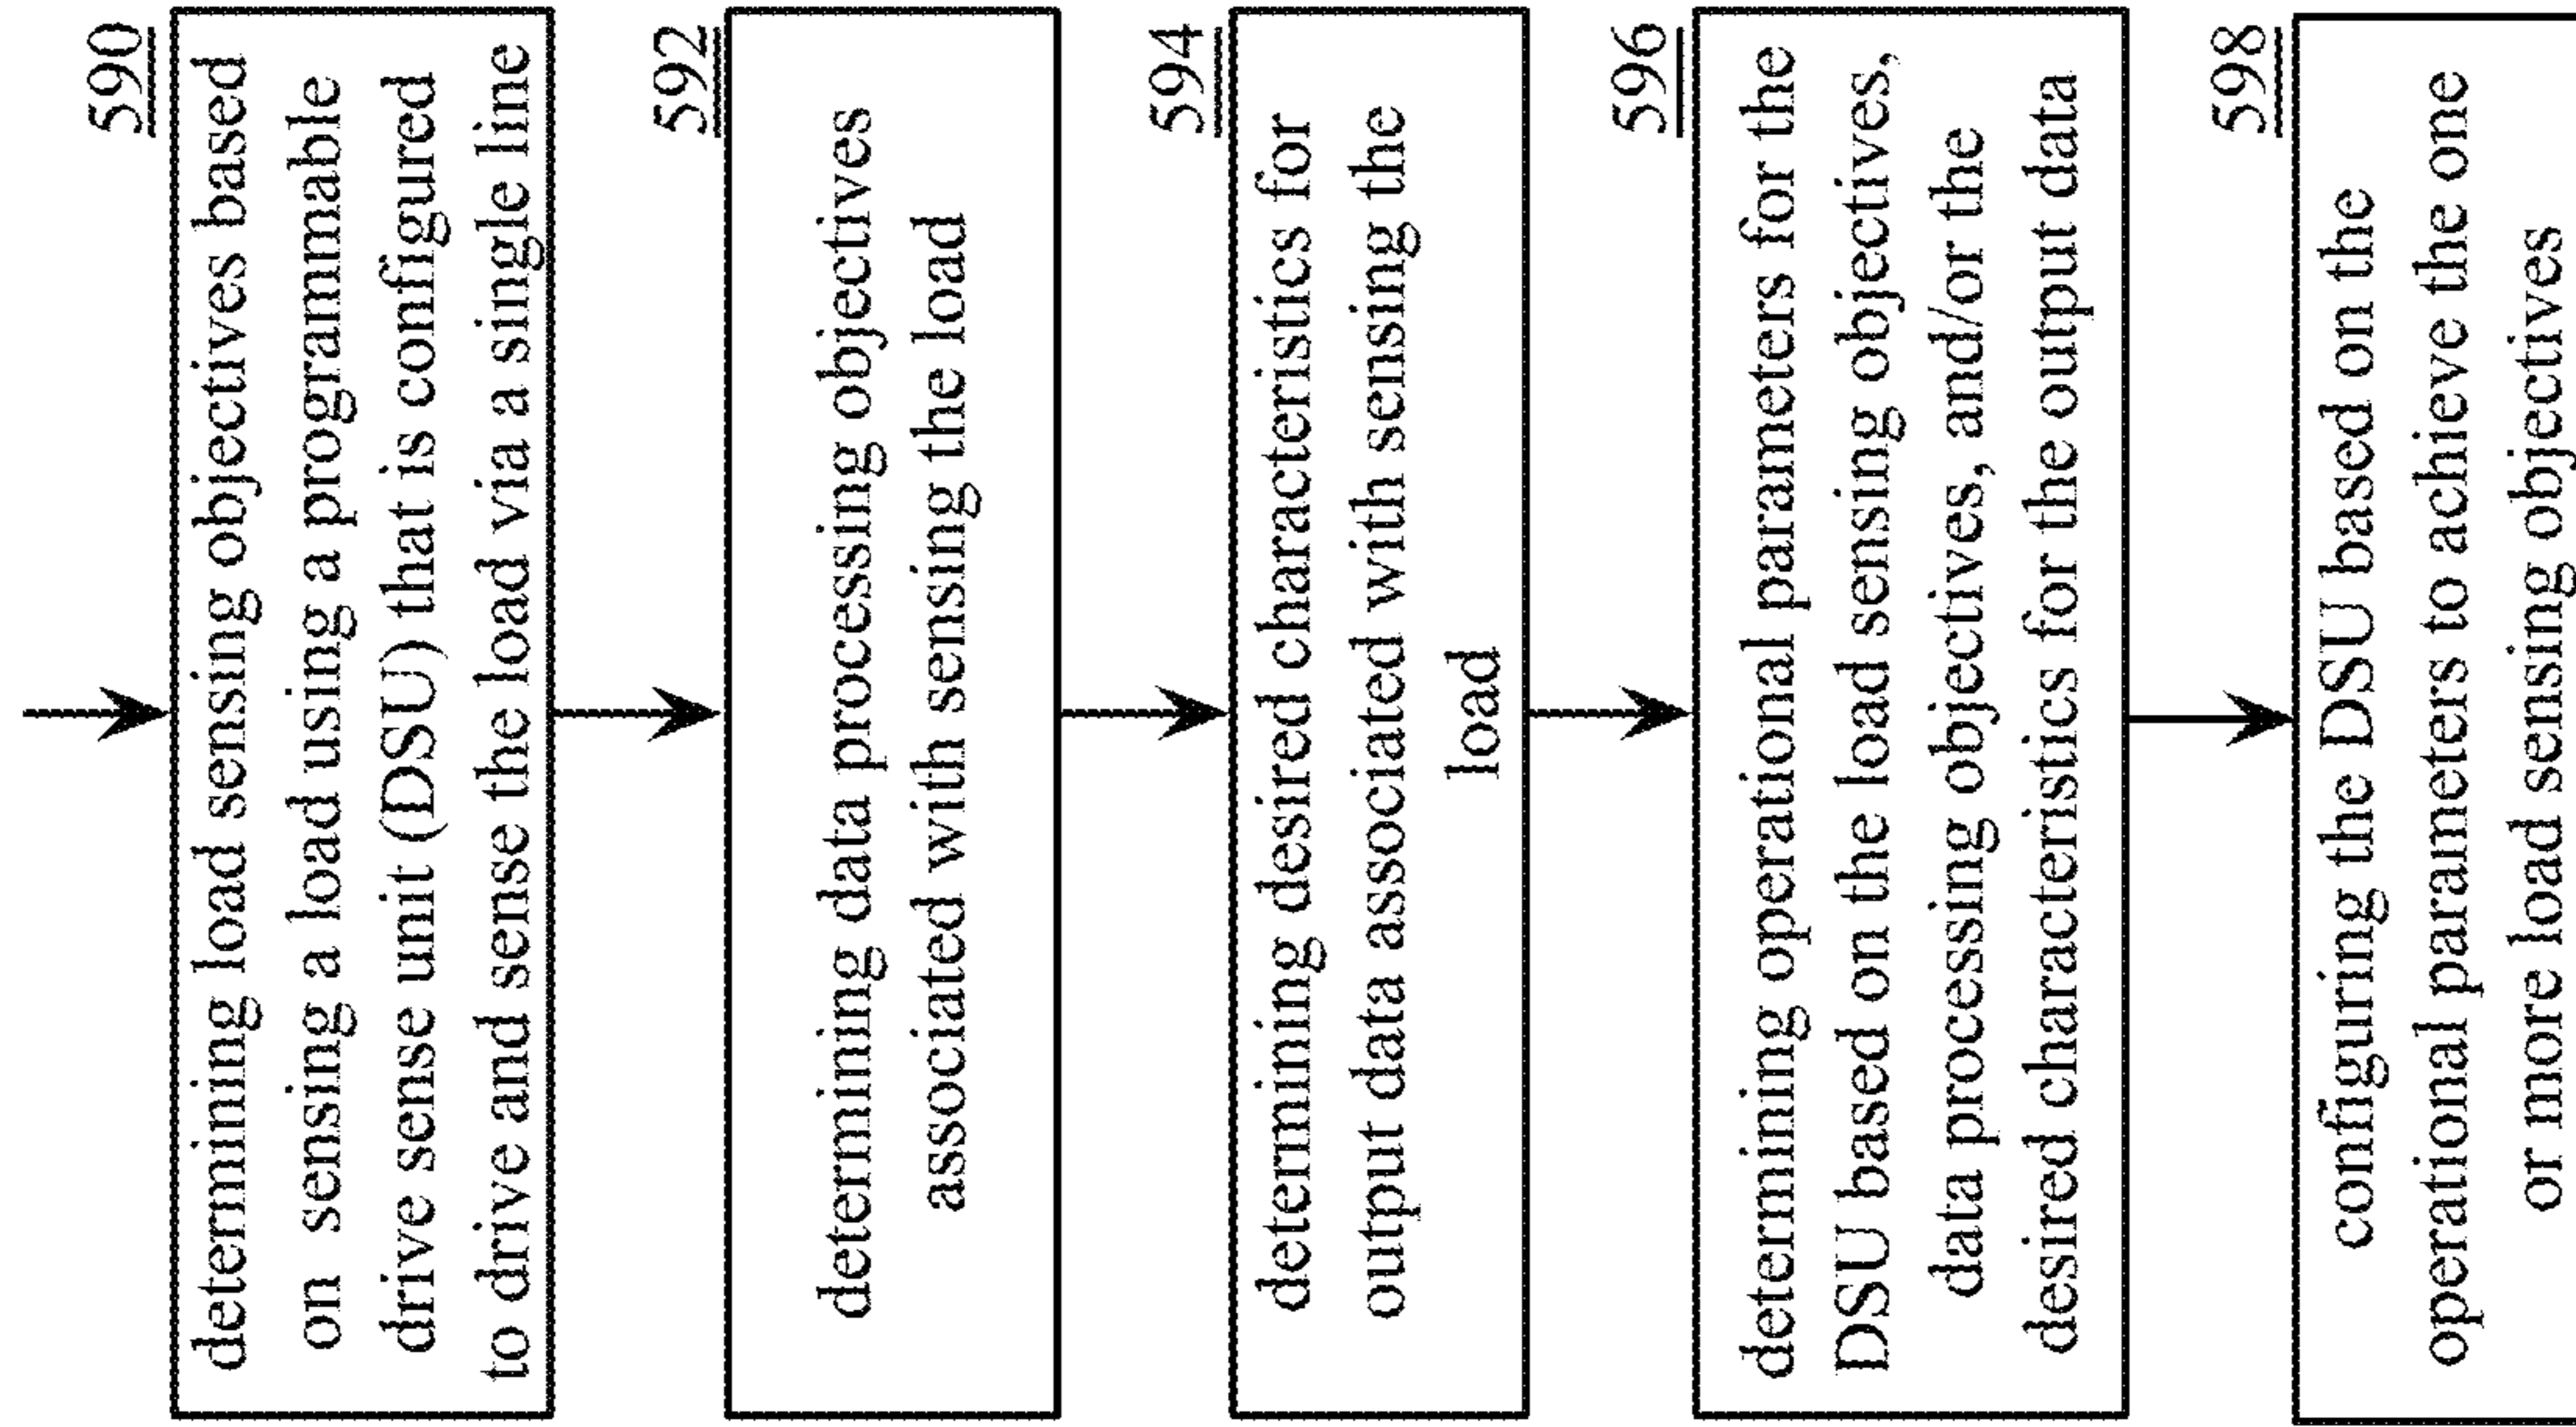 590
determining load sensing objectives based
on sensing a load using a programmable
drive sense unit (DSU) that is configured
to drive and sense the load via a single line
592
determining data processing objectives
associated with sensing the load
594
determining desired characteristics for
output data associated with sensing the
load
596
determining operational parameters for the
DSU based on the load sensing objectives,
data processing objectives, and/or the
desired characteristics for the output data
598
configuring the DSU based on the
operational parameters to achieve the one
or more load sensing objectives